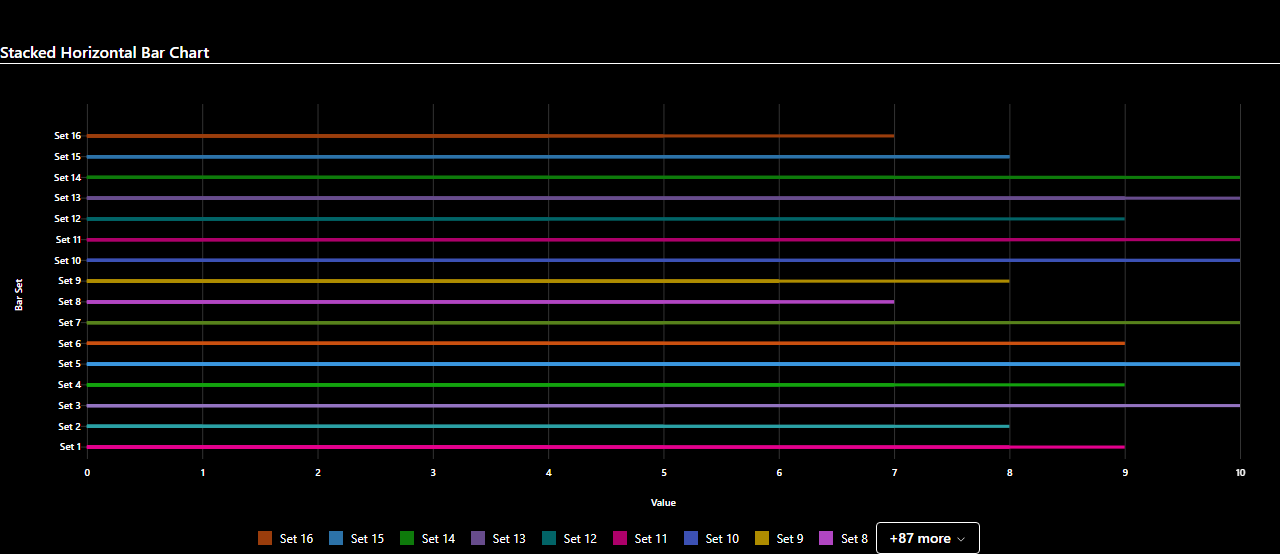 Stacked Horizontal Bar Chart
Set 16
Set 15
Set 14
Set 13
Set 12
Set 11
Set 10
Set 9
Set 8
Set 7
Set 6
Set 5
Set 4
Set 3
Set 2
Set 1
Bar Set
0 1 2 3 4 5 6 7 8 9 10
Value
Set 16 Set 15 Set 14 Set 13 Set 12 Set 11 Set 10 Set 9 Set 8 +87 more